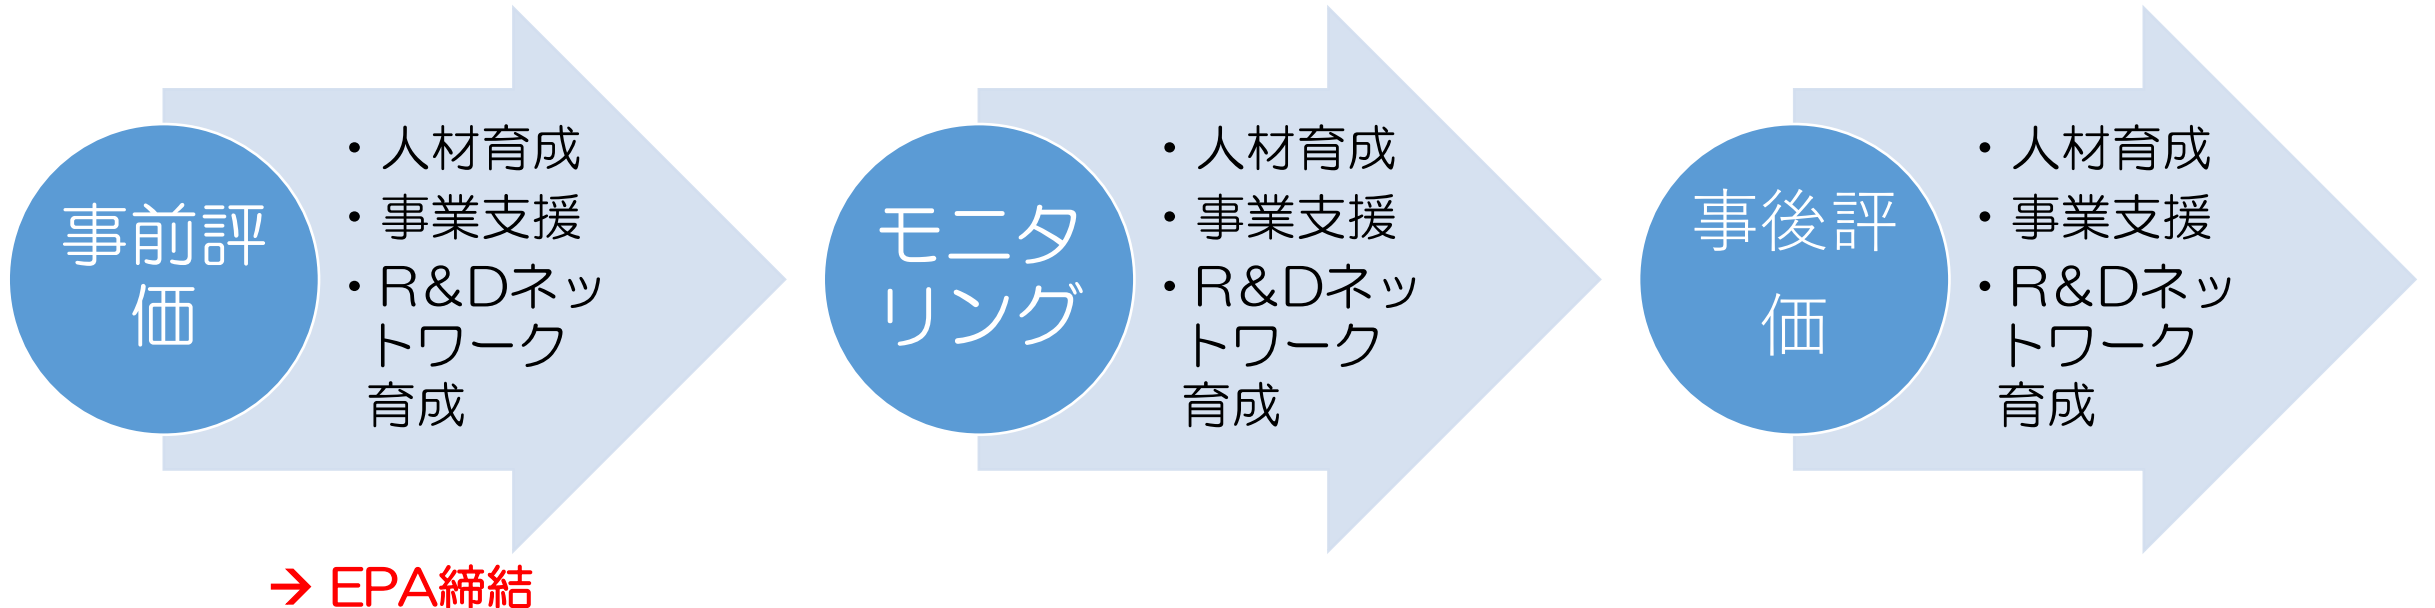 事前評
価
・人材育成
・事業支援
・R&Dネッ
トワーク
育成
モニタ
リング
・人材育成
・事業支援
・R&Dネッ
トワーク
育成
事後評
価
・人材育成
・事業支援
・R&Dネッ
トワーク
育成
→ EPA締結